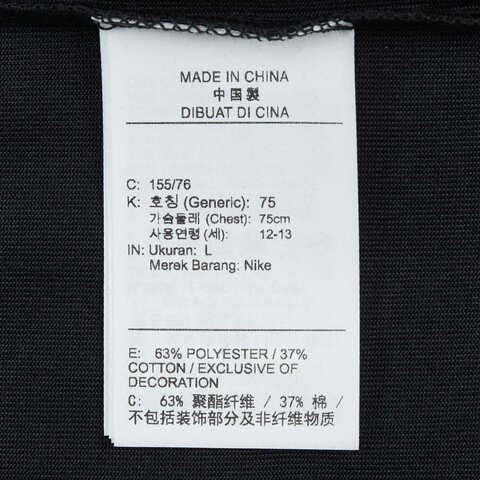 MADE IN CHINA
中国製
DIBUAT DI CINA
C: 155/76
K: 호칭 (Generic): 75
가슴둘레 (Chest): 75cm
사용연령 (세): 12-13
IN: Ukuran: L
Merek Barang: Nike
E: 63% POLYESTER / 37%
COTTON / EXCLUSIVE OF
DECORATION
C: 63% 聚酯纤维 / 37% 棉 /
不包括装饰部分及非纤维物质